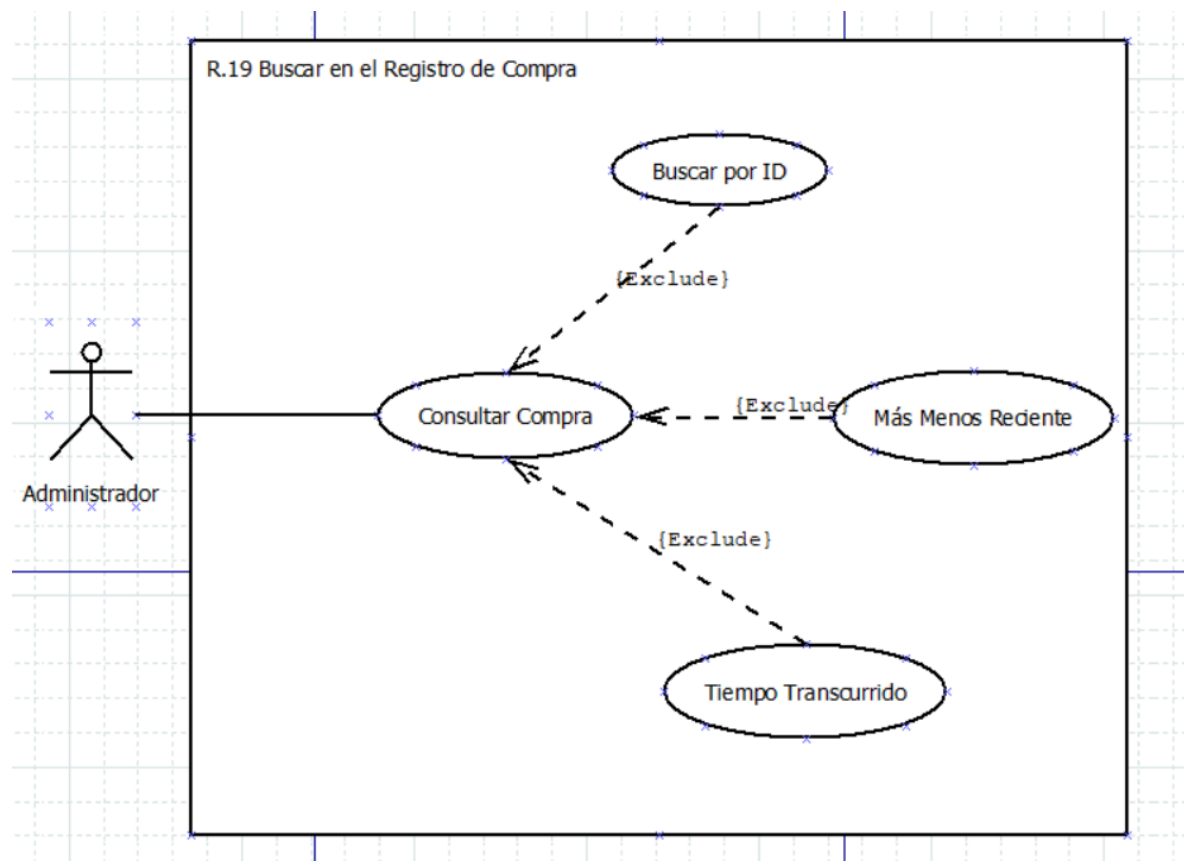 R.19 Buscar en el Registro de Compra
Buscar por ID
{Exclude}
Consultar Compra
{Exclude}
Más Menos Reciente
Administrador
{Exclude}
Tiempo Transcurrido